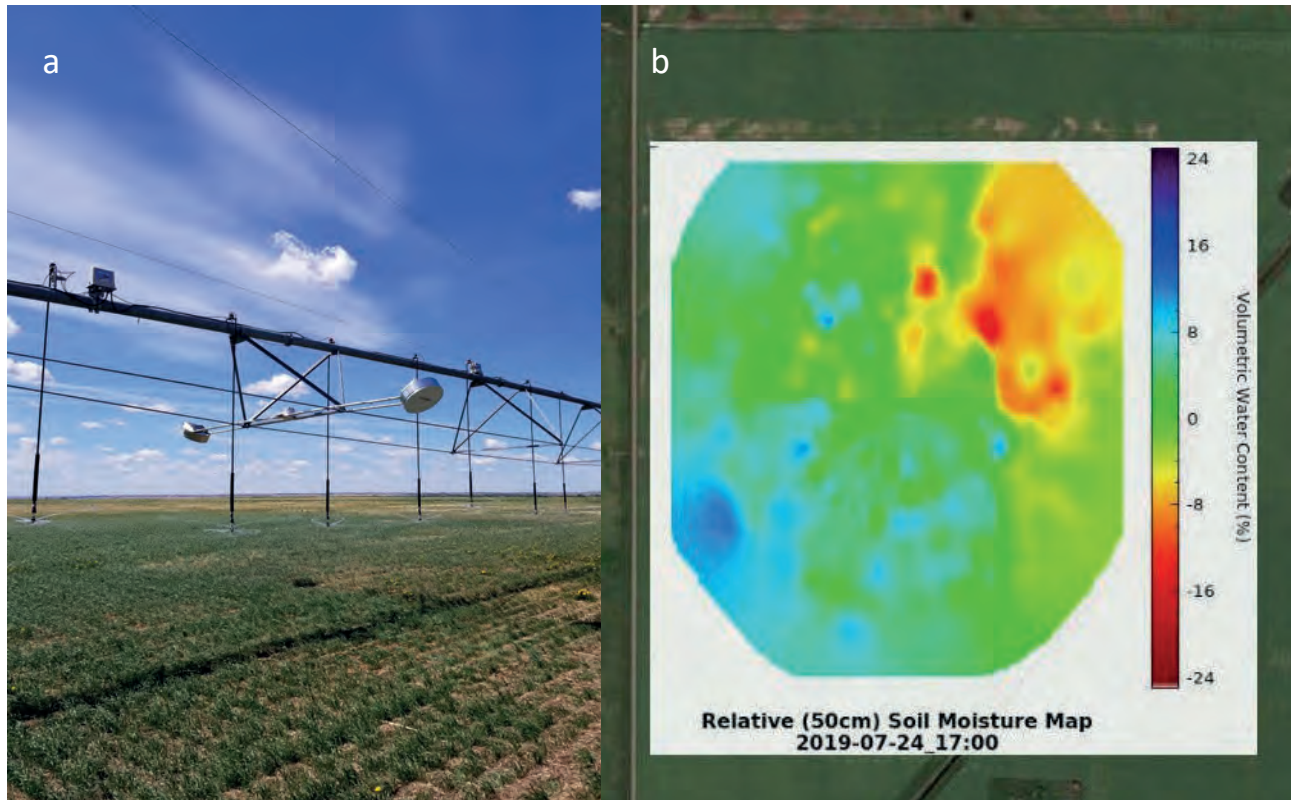 a
b
24
16
8
0
-8
-16
-24
Volumetric Water Content (%)
Relative (50cm) Soil Moisture Map
2019-07-24_17:00